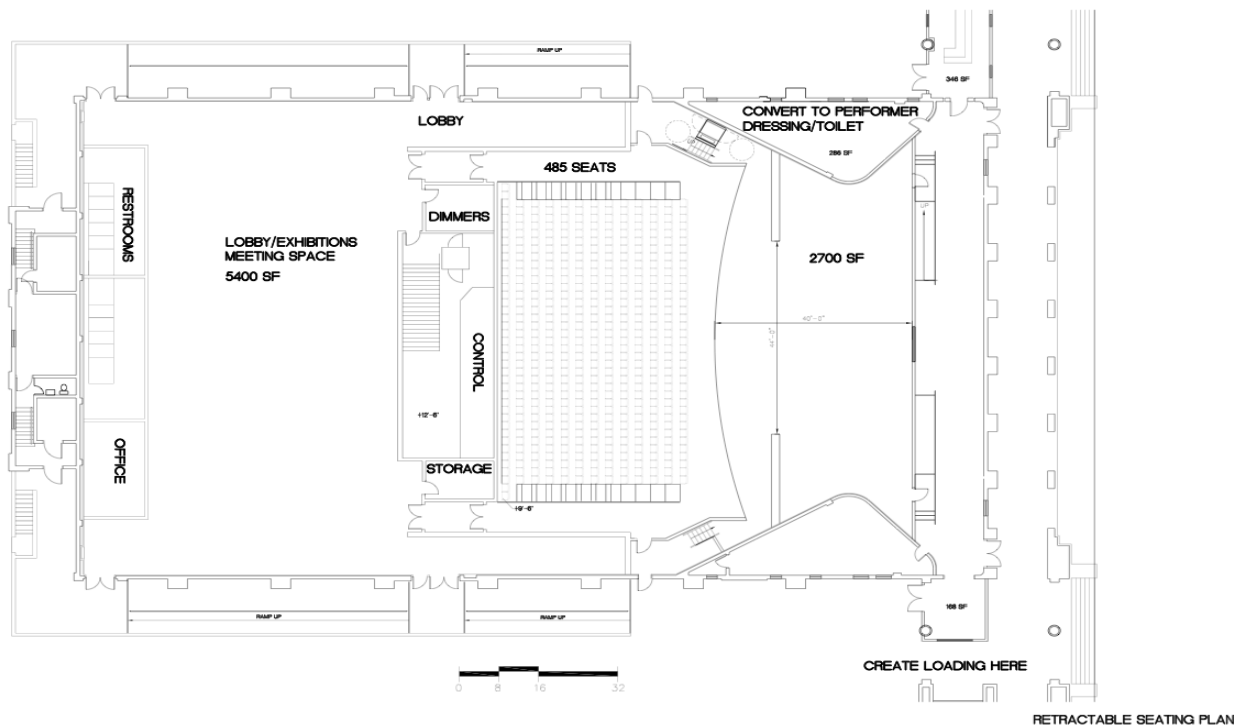 RAMP UP
346 SF
LOBBY
CONVERT TO PERFORMER
DRESSING/TOILET
286 SF
485 SEATS
RESTROOMS
DIMMERS
UP
LOBBY/EXHIBITIONS
MEETING SPACE
5400 SF
2700 SF
40'-0"
CONTROL
+12'-6"
OFFICE
STORAGE
+9'-6"
RAMP UP
RAMP UP
168 SF
CREATE LOADING HERE
0 8 16 32
RETRACTABLE SEATING PLAN